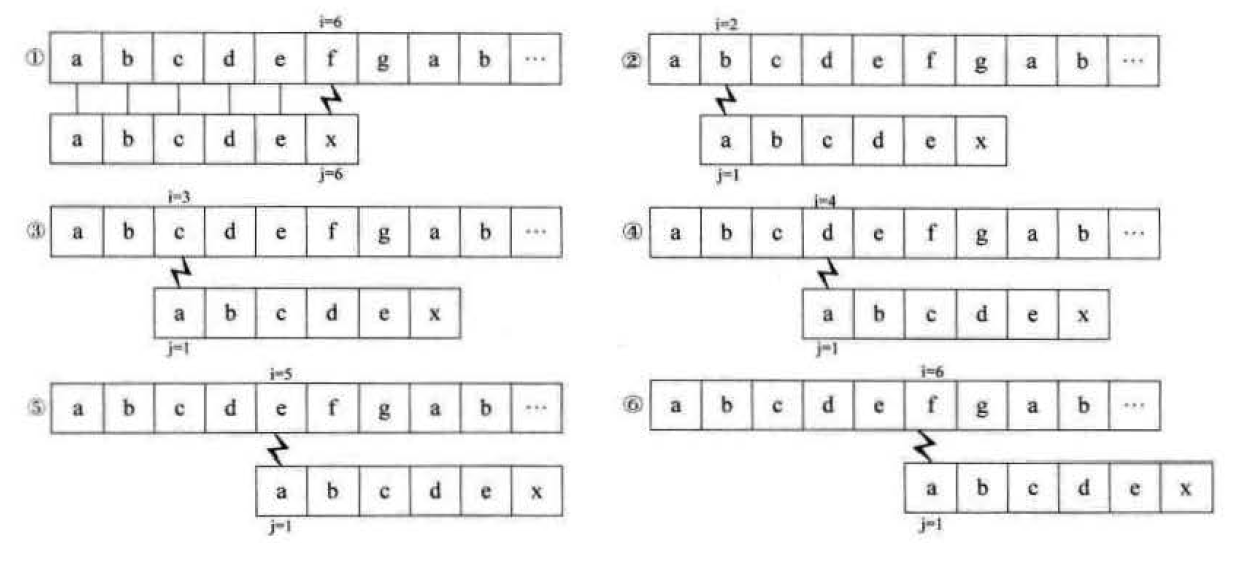 i=6
① a b c d e f g a b ···
a b c d e x
j=6
i=2
② a b c d e f g a b ···
a b c d e x
j=1
i=3
③ a b c d e f g a b ···
a b c d e x
j=1
i=4
④ a b c d e f g a b ···
a b c d e x
j=1
i=5
⑤ a b c d e f g a b ···
a b c d e x
j=1
i=6
⑥ a b c d e f g a b ···
a b c d e x
j=1